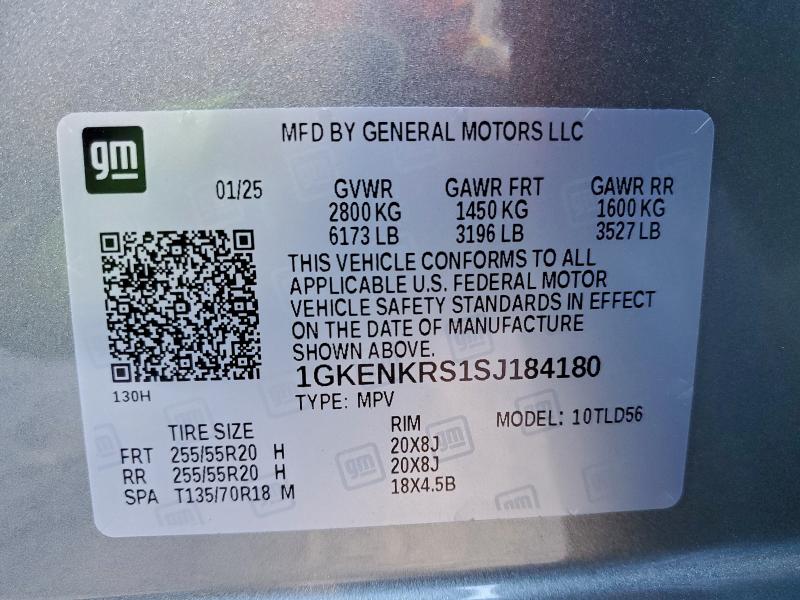 gm
MFD BY GENERAL MOTORS LLC
01/25 GVWR GAWR FRT GAWR RR
2800 KG 1450 KG 1600 KG
6173 LB 3196 LB 3527 LB
THIS VEHICLE CONFORMS TO ALL
APPLICABLE U.S. FEDERAL MOTOR
VEHICLE SAFETY STANDARDS IN EFFECT
ON THE DATE OF MANUFACTURE
SHOWN ABOVE.
130H
1GKENKRS1SJ184180
TYPE: MPV MODEL: 10TLD56
TIRE SIZE RIM
FRT 255/55R20 H 20X8J
RR 255/55R20 H 20X8J
SPA T135/70R18 M 18X4.5B